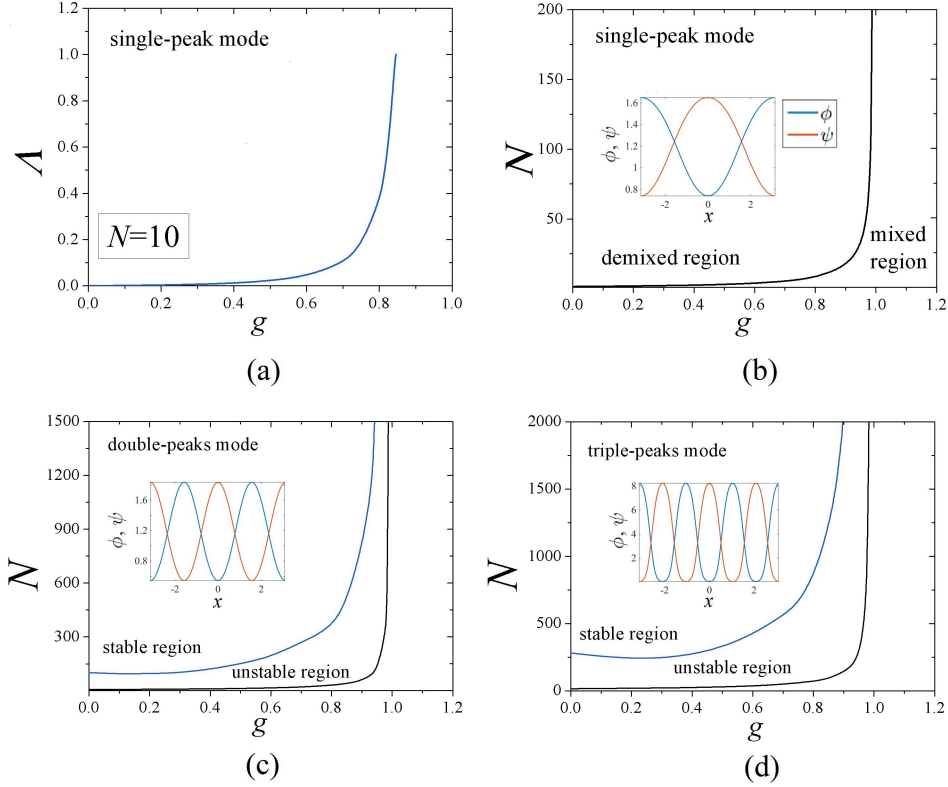 single-peak mode
N=10
Λ
1.2
1.0
0.8
0.6
0.4
0.2
0.0
0.0 0.2 0.4 0.6 0.8 1.0
g
(a)
single-peak mode
N
200
150
100
50
1.6
1.2
0.8
ϕ, ψ
-2 0 2
x
ϕ
ψ
demixed region
mixed
region
0.0 0.2 0.4 0.6 0.8 1.0 1.2
g
(b)
double-peaks mode
N
1500
1200
900
600
300
1.6
1.2
0.8
ϕ, ψ
-2 0 2
x
stable region
unstable region
0.0 0.2 0.4 0.6 0.8 1.0 1.2
g
(c)
triple-peaks mode
N
2000
1500
1000
500
0
8
6
4
2
ϕ, ψ
-2 0 2
x
stable region
unstable region
0.0 0.2 0.4 0.6 0.8 1.0 1.2
g
(d)